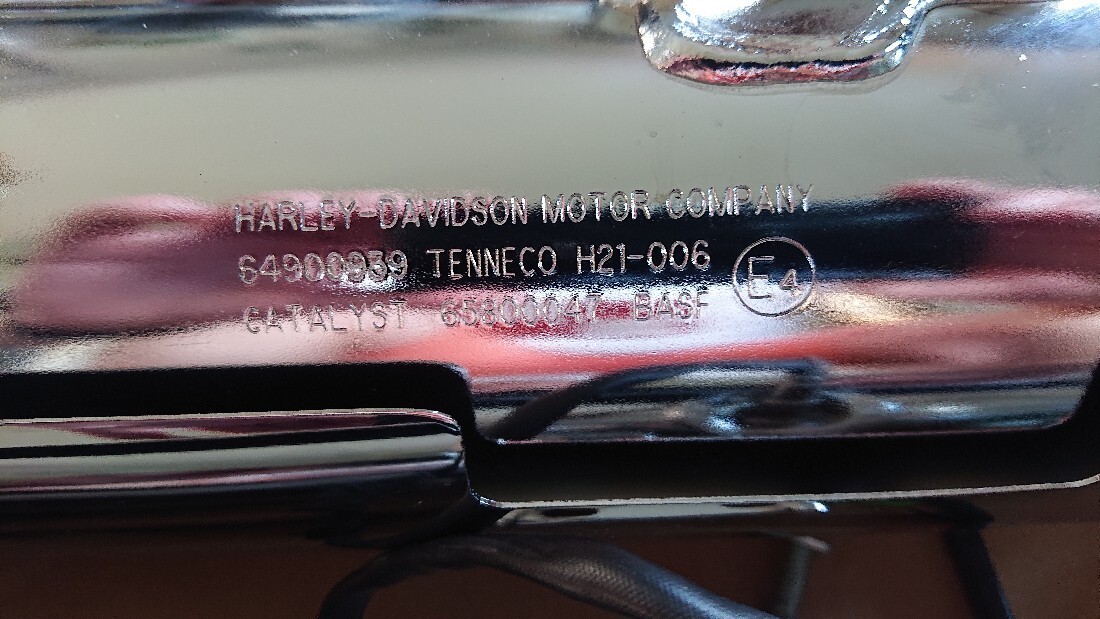 HARLEY-DAVIDSON MOTOR COMPANY
64900939 TENNECO H21-006 E4
CATALYST 65800047 BASF